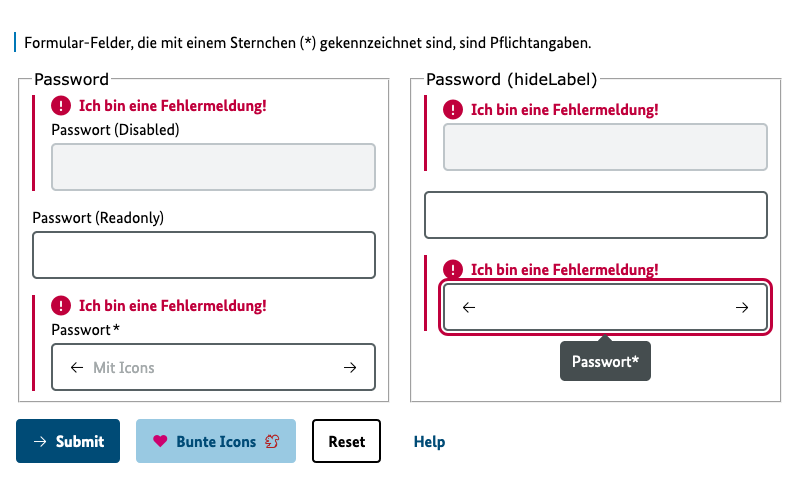 Formular-Felder, die mit einem Sternchen (*) gekennzeichnet sind, sind Pflichtangaben.
Password
Ich bin eine Fehlermeldung!
Passwort (Disabled)
Passwort (Readonly)
Ich bin eine Fehlermeldung!
Passwort*
Mit Icons
Password (hideLabel)
Ich bin eine Fehlermeldung!
Ich bin eine Fehlermeldung!
Passwort*
Submit
Bunte Icons
Reset
Help